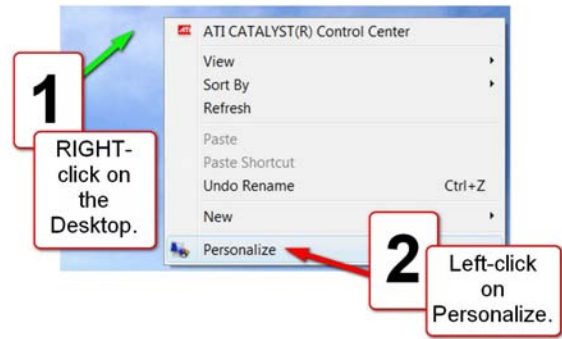 ATI ATI CATALYST(R) Control Center
View
Sort By
Refresh
Paste
Paste Shortcut
Undo Rename Ctrl+Z
New
Personalize
1
RIGHT-
click on
the
Desktop.
2
Left-click
on
Personalize.